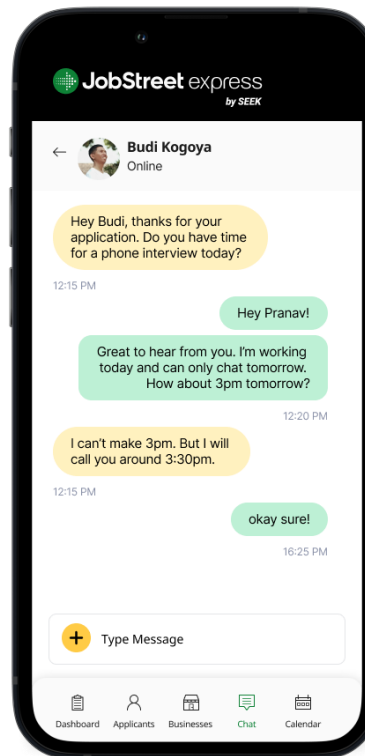 JobStreet express
by SEEK
Budi Kogoya
Online
Hey Budi, thanks for your
application. Do you have time
for a phone interview today?
12:15 PM
Hey Pranav!
Great to hear from you. I'm working
today and can only chat tomorrow.
How about 3pm tomorrow?
12:20 PM
I can't make 3pm. But I will
call you around 3:30pm.
12:15 PM
okay sure!
16:25 PM
Type Message
Dashboard Applicants Businesses Chat Calendar